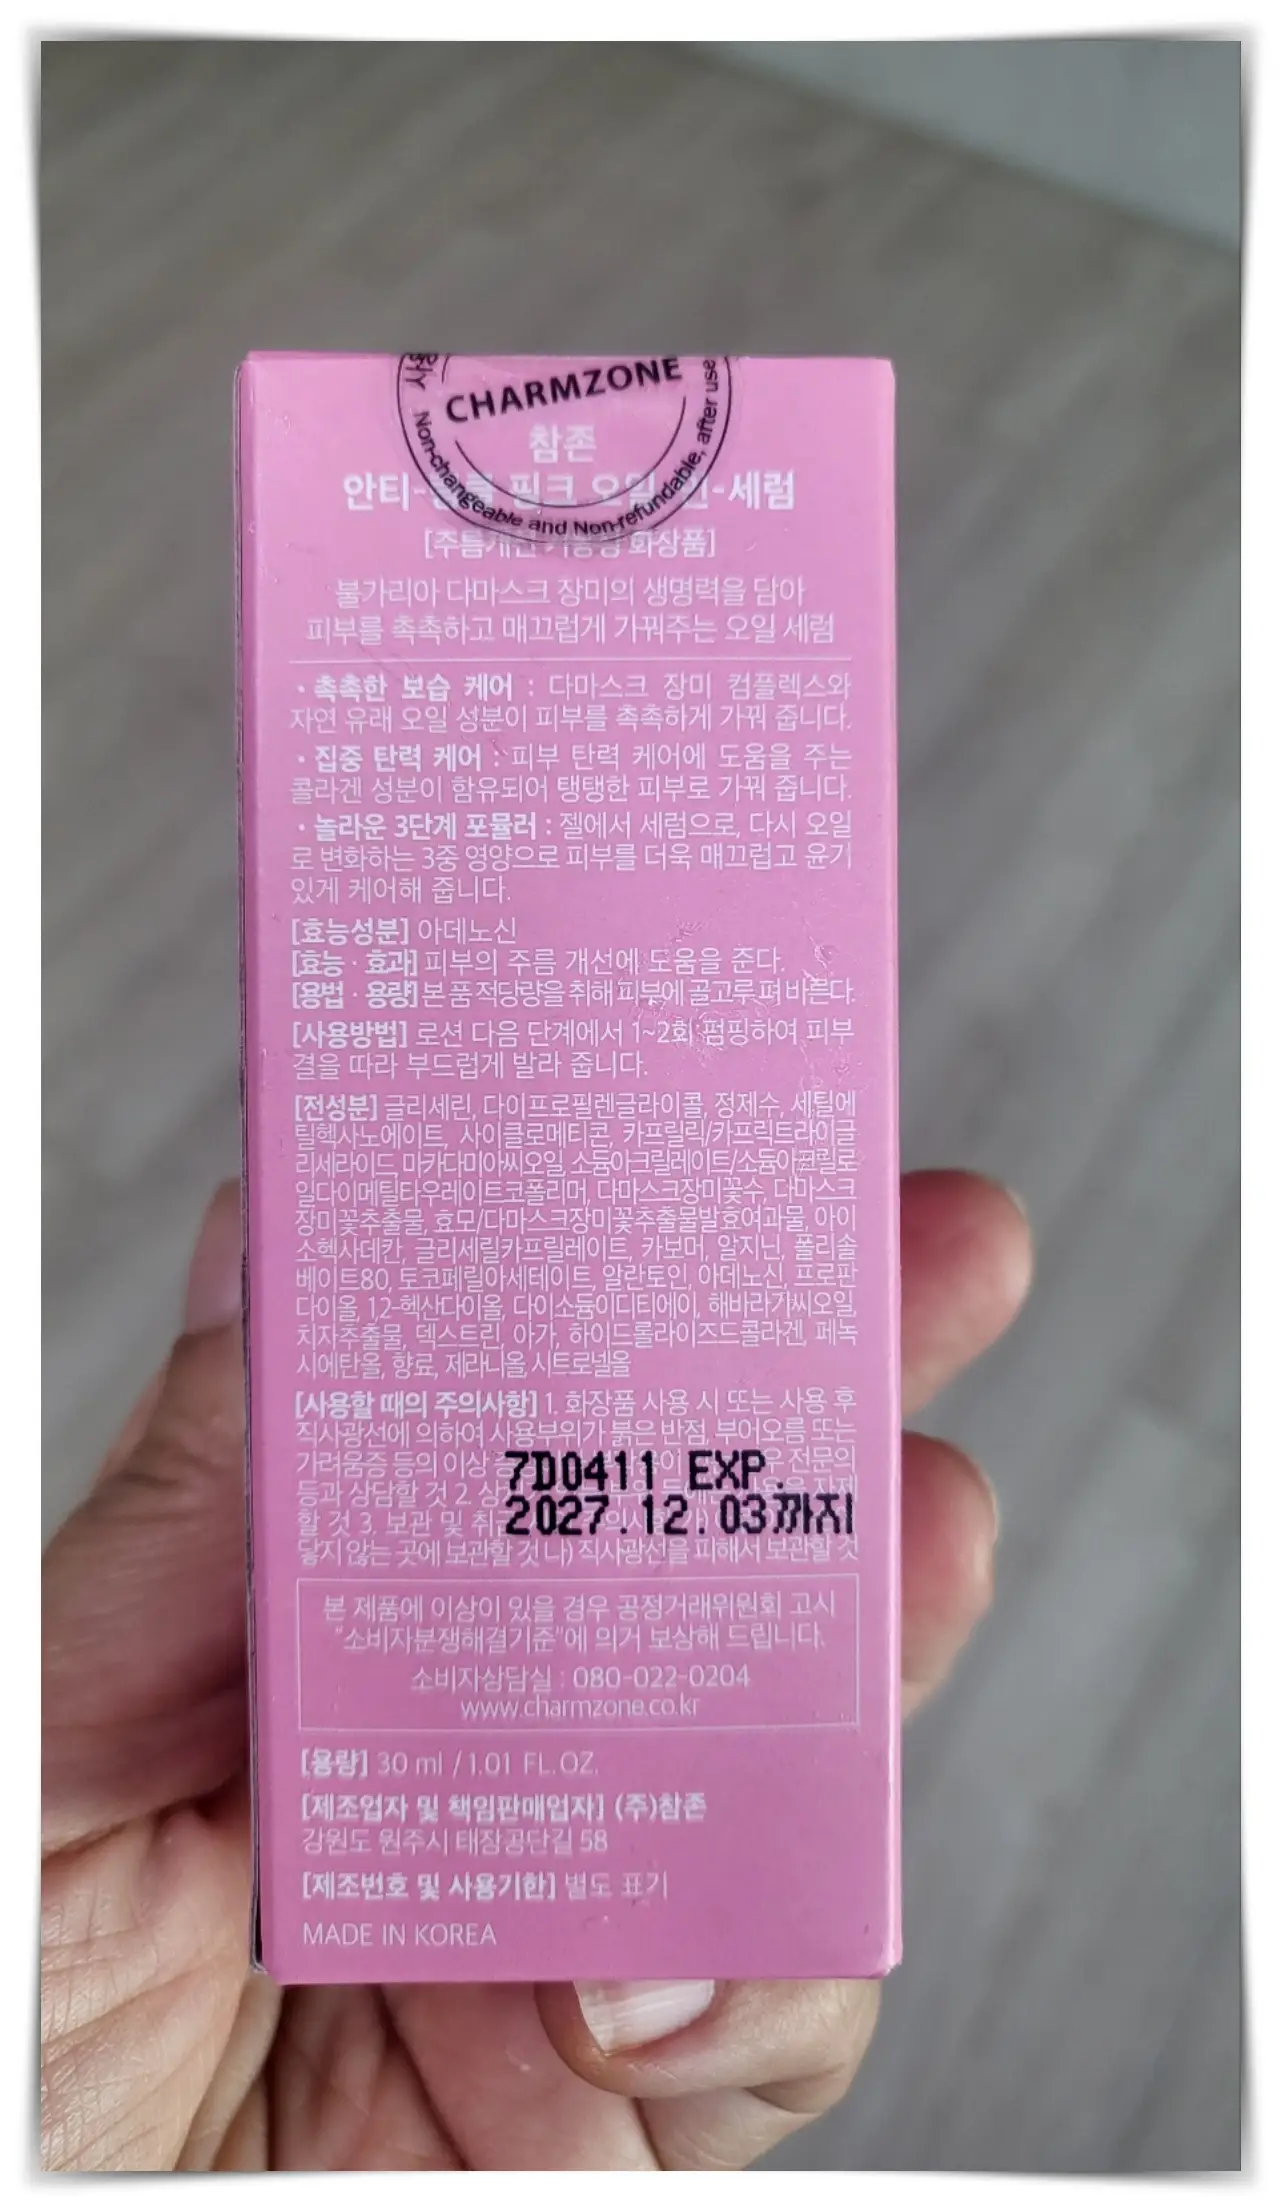 CHARMZONE
Non-changeable and Non-refundable, after use
참존
안티-링클 핑크 오일 인-세럼
[주름개선 기능성 화장품]
불가리아 다마스크 장미의 생명력을 담아
피부를 촉촉하고 매끄럽게 가꿔주는 오일 세럼
· 촉촉한 보습 케어 : 다마스크 장미 컴플렉스와
자연 유래 오일 성분이 피부를 촉촉하게 가꿔 줍니다.
· 집중 탄력 케어 : 피부 탄력 케어에 도움을 주는
콜라겐 성분이 함유되어 탱탱한 피부로 가꿔 줍니다.
· 놀라운 3단계 포뮬러 : 젤에서 세럼으로, 다시 오일
로 변화하는 3중 영양으로 피부를 더욱 매끄럽고 윤기
있게 케어해 줍니다.
[효능성분] 아데노신
[효능 · 효과] 피부의 주름 개선에 도움을 준다.
[용법 · 용량] 본 품 적당량을 취해 피부에 골고루 펴 바른다.
[사용방법] 로션 다음 단계에서 1~2회 펌핑하여 피부
결을 따라 부드럽게 발라 줍니다.
[전성분] 글리세린, 다이프로필렌글라이콜, 정제수, 세틸에
틸헥사노에이트, 사이클로메티콘, 카프릴릭/카프릭트라이글
리세라이드, 마카다미아씨오일, 소듐아크릴레이트/소듐아크릴로
일다이메틸타우레이트코폴리머, 다마스크장미꽃수, 다마스크
장미꽃추출물, 효모/다마스크장미꽃추출물발효여과물, 아이
소헥사데칸, 글리세릴카프릴레이트, 카보머, 알지닌, 폴리솔
베이트80, 토코페릴아세테이트, 알란토인, 아데노신, 프로판
다이올, 1,2-헥산다이올, 다이소듐이디티에이, 해바라기씨오일,
치자추출물, 덱스트린, 아가, 하이드롤라이즈드콜라겐, 페녹
시에탄올, 향료, 제라니올, 시트로넬올
[사용할 때의 주의사항] 1. 화장품 사용 시 또는 사용 후
직사광선에 의하여 사용부위가 붉은 반점, 부어오름 또는
가려움증 등의 이상 전문의
등과 상담할 것 2. 자제
할 것 3. 보관 및
닿지 않는 곳에 보관할 것 나) 직사광선을 피해서 보관할 것
7D0411 EXP.
2027.12.03까지
본 제품에 이상이 있을 경우 공정거래위원회 고시
"소비자분쟁해결기준"에 의거 보상해 드립니다.
소비자상담실 : 080-022-0204
www.charmzone.co.kr
[용량] 30 ml / 1.01 FL.OZ.
[제조업자 및 책임판매업자] (주)참존
강원도 원주시 태장공단길 58
[제조번호 및 사용기한] 별도 표기
MADE IN KOREA